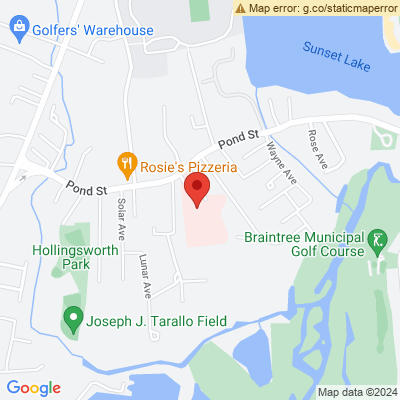 Map error: g.co/staticmaperror
Golfers' Warehouse
Sunset Lake
Pond St
Rose Ave
Wayne Ave
Rosie's Pizzeria
Pond St
Solar Ave
Lunar Ave
Hollingsworth
Park
Braintree Municipal
Golf Course
Joseph J. Tarallo Field
Google
Map data ©2024